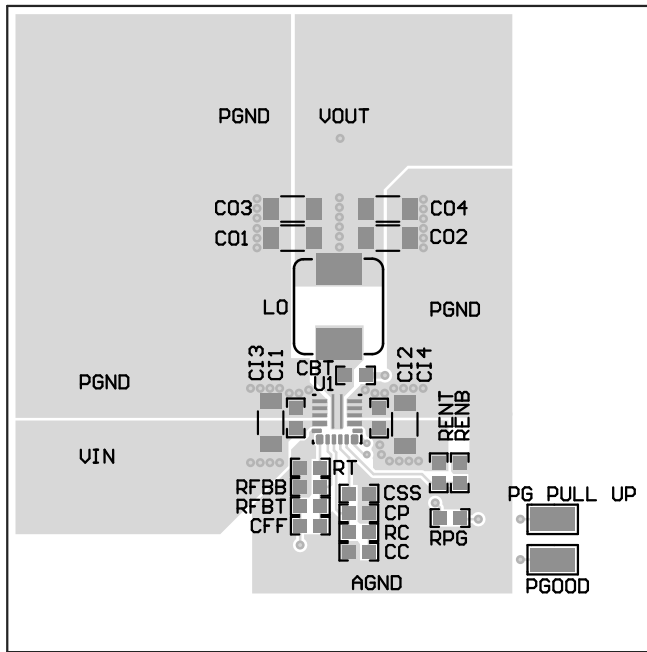 PGND VOUT
CO3 CO4
CO1 CO2
LO
PGND
CI3
CI1
CBT
U1
CI2
CI4
PGND
RENT
RENB
VIN
RT
RFBB
RFBT
CFF
CSS
CP
RC
CC
RPG
PG PULL UP
PGOOD
AGND